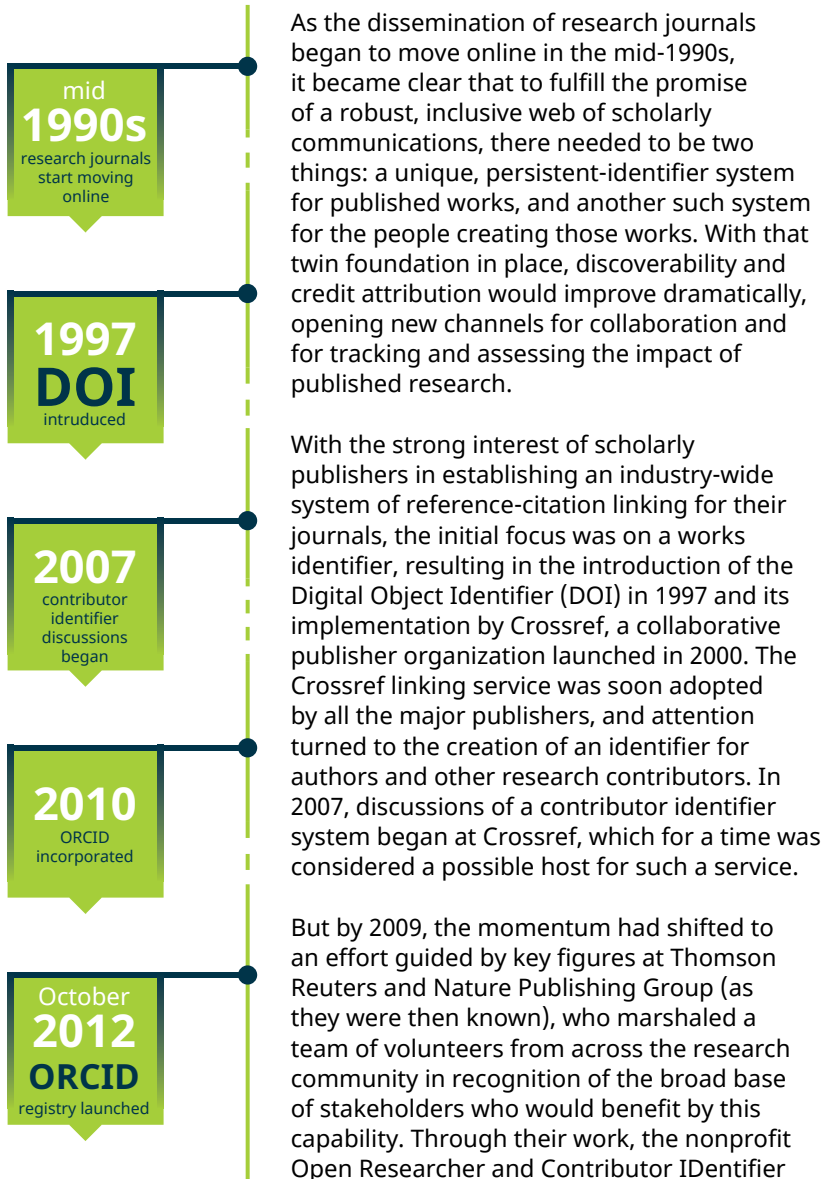 mid
1990s
research journals
start moving
online
1997
DOI
intruduced
2007
contributor
identifier
discussions
began
2010
ORCID
incorporated
October
2012
ORCID
registry launched
As the dissemination of research journals
began to move online in the mid-1990s,
it became clear that to fulfill the promise
of a robust, inclusive web of scholarly
communications, there needed to be two
things: a unique, persistent-identifier system
for published works, and another such system
for the people creating those works. With that
twin foundation in place, discoverability and
credit attribution would improve dramatically,
opening new channels for collaboration and
for tracking and assessing the impact of
published research.
With the strong interest of scholarly
publishers in establishing an industry-wide
system of reference-citation linking for their
journals, the initial focus was on a works
identifier, resulting in the introduction of the
Digital Object Identifier (DOI) in 1997 and its
implementation by Crossref, a collaborative
publisher organization launched in 2000. The
Crossref linking service was soon adopted
by all the major publishers, and attention
turned to the creation of an identifier for
authors and other research contributors. In
2007, discussions of a contributor identifier
system began at Crossref, which for a time was
considered a possible host for such a service.
But by 2009, the momentum had shifted to
an effort guided by key figures at Thomson
Reuters and Nature Publishing Group (as
they were then known), who marshaled a
team of volunteers from across the research
community in recognition of the broad base
of stakeholders who would benefit by this
capability. Through their work, the nonprofit
Open Researcher and Contributor IDentifier